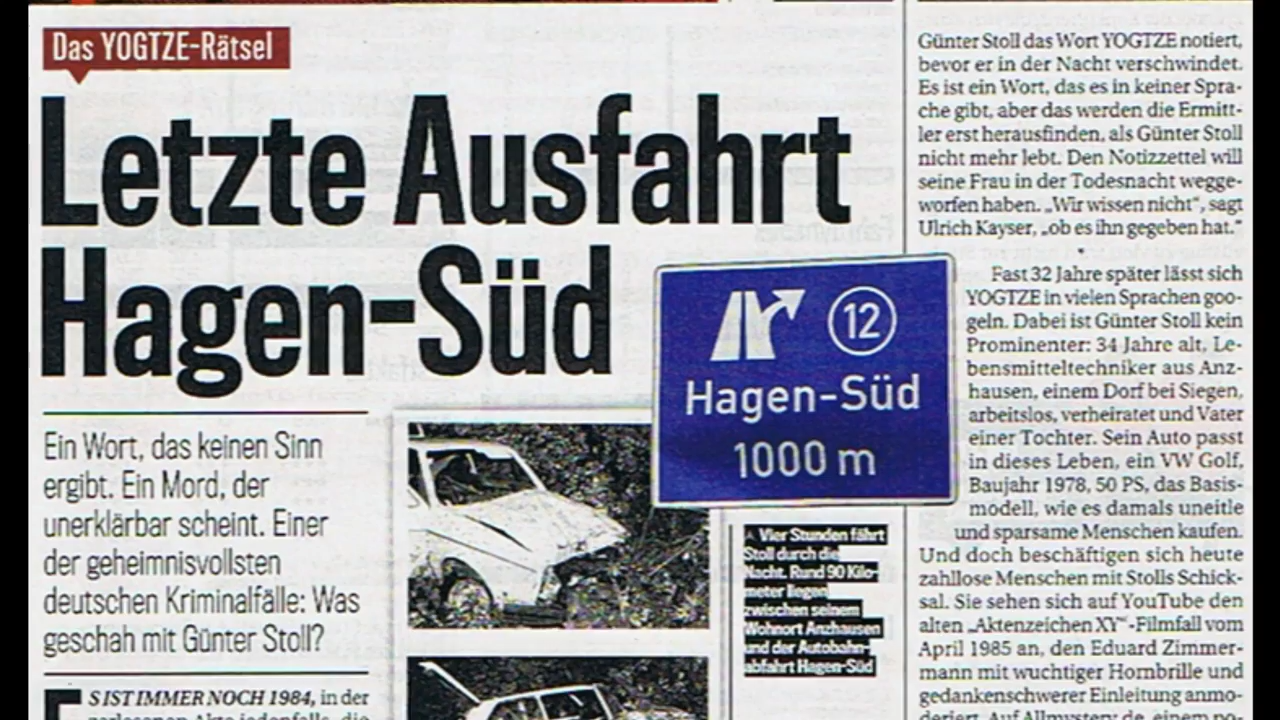 Das YOGTZE-Rätsel
Letzte Ausfahrt
Hagen-Süd
Ein Wort, das keinen Sinn
ergibt. Ein Mord, der
unerklärbar scheint. Einer
der geheimnisvollsten
deutschen Kriminalfälle: Was
geschah mit Günter Stoll?
ES IST IMMER NOCH 1984, in der
zerlesenen Akte jedenfalls, die
12
Hagen-Süd
1000 m
Vier Stunden fährt
Stoll durch die
Nacht. Rund 90 Kilo-
meter liegen
zwischen seinem
Wohnort Anzhausen
und der Autobahn-
abfahrt Hagen-Süd
Günter Stoll das Wort YOGTZE notiert,
bevor er in der Nacht verschwindet.
Es ist ein Wort, das es in keiner Spra-
che gibt, aber das werden die Ermitt-
ler erst herausfinden, als Günter Stoll
nicht mehr lebt. Den Notizzettel will
seine Frau in der Todesnacht wegge-
worfen haben. „Wir wissen nicht“, sagt
Ulrich Kayser, „ob es ihn gegeben hat.“
Fast 32 Jahre später lässt sich
YOGTZE in vielen Sprachen goo-
geln. Dabei ist Günter Stoll kein
Prominenter: 34 Jahre alt, Le-
bensmitteltechniker aus Anz-
hausen, einem Dorf bei Siegen,
arbeitslos, verheiratet und Vater
einer Tochter. Sein Auto passt
in dieses Leben, ein VW Golf,
Baujahr 1978, 50 PS, das Basis-
modell, wie es damals uneitle
und sparsame Menschen kaufen.
Und doch beschäftigen sich heute
zahllose Menschen mit Stolls Schick-
sal. Sie sehen sich auf YouTube den
alten „Aktenzeichen XY“-Filmfall vom
April 1985 an, den Eduard Zimmer-
mann mit wuchtiger Hornbrille und
gedankenschwerer Einleitung anmo-
deriert. Auf Allmystery.de, einem po-